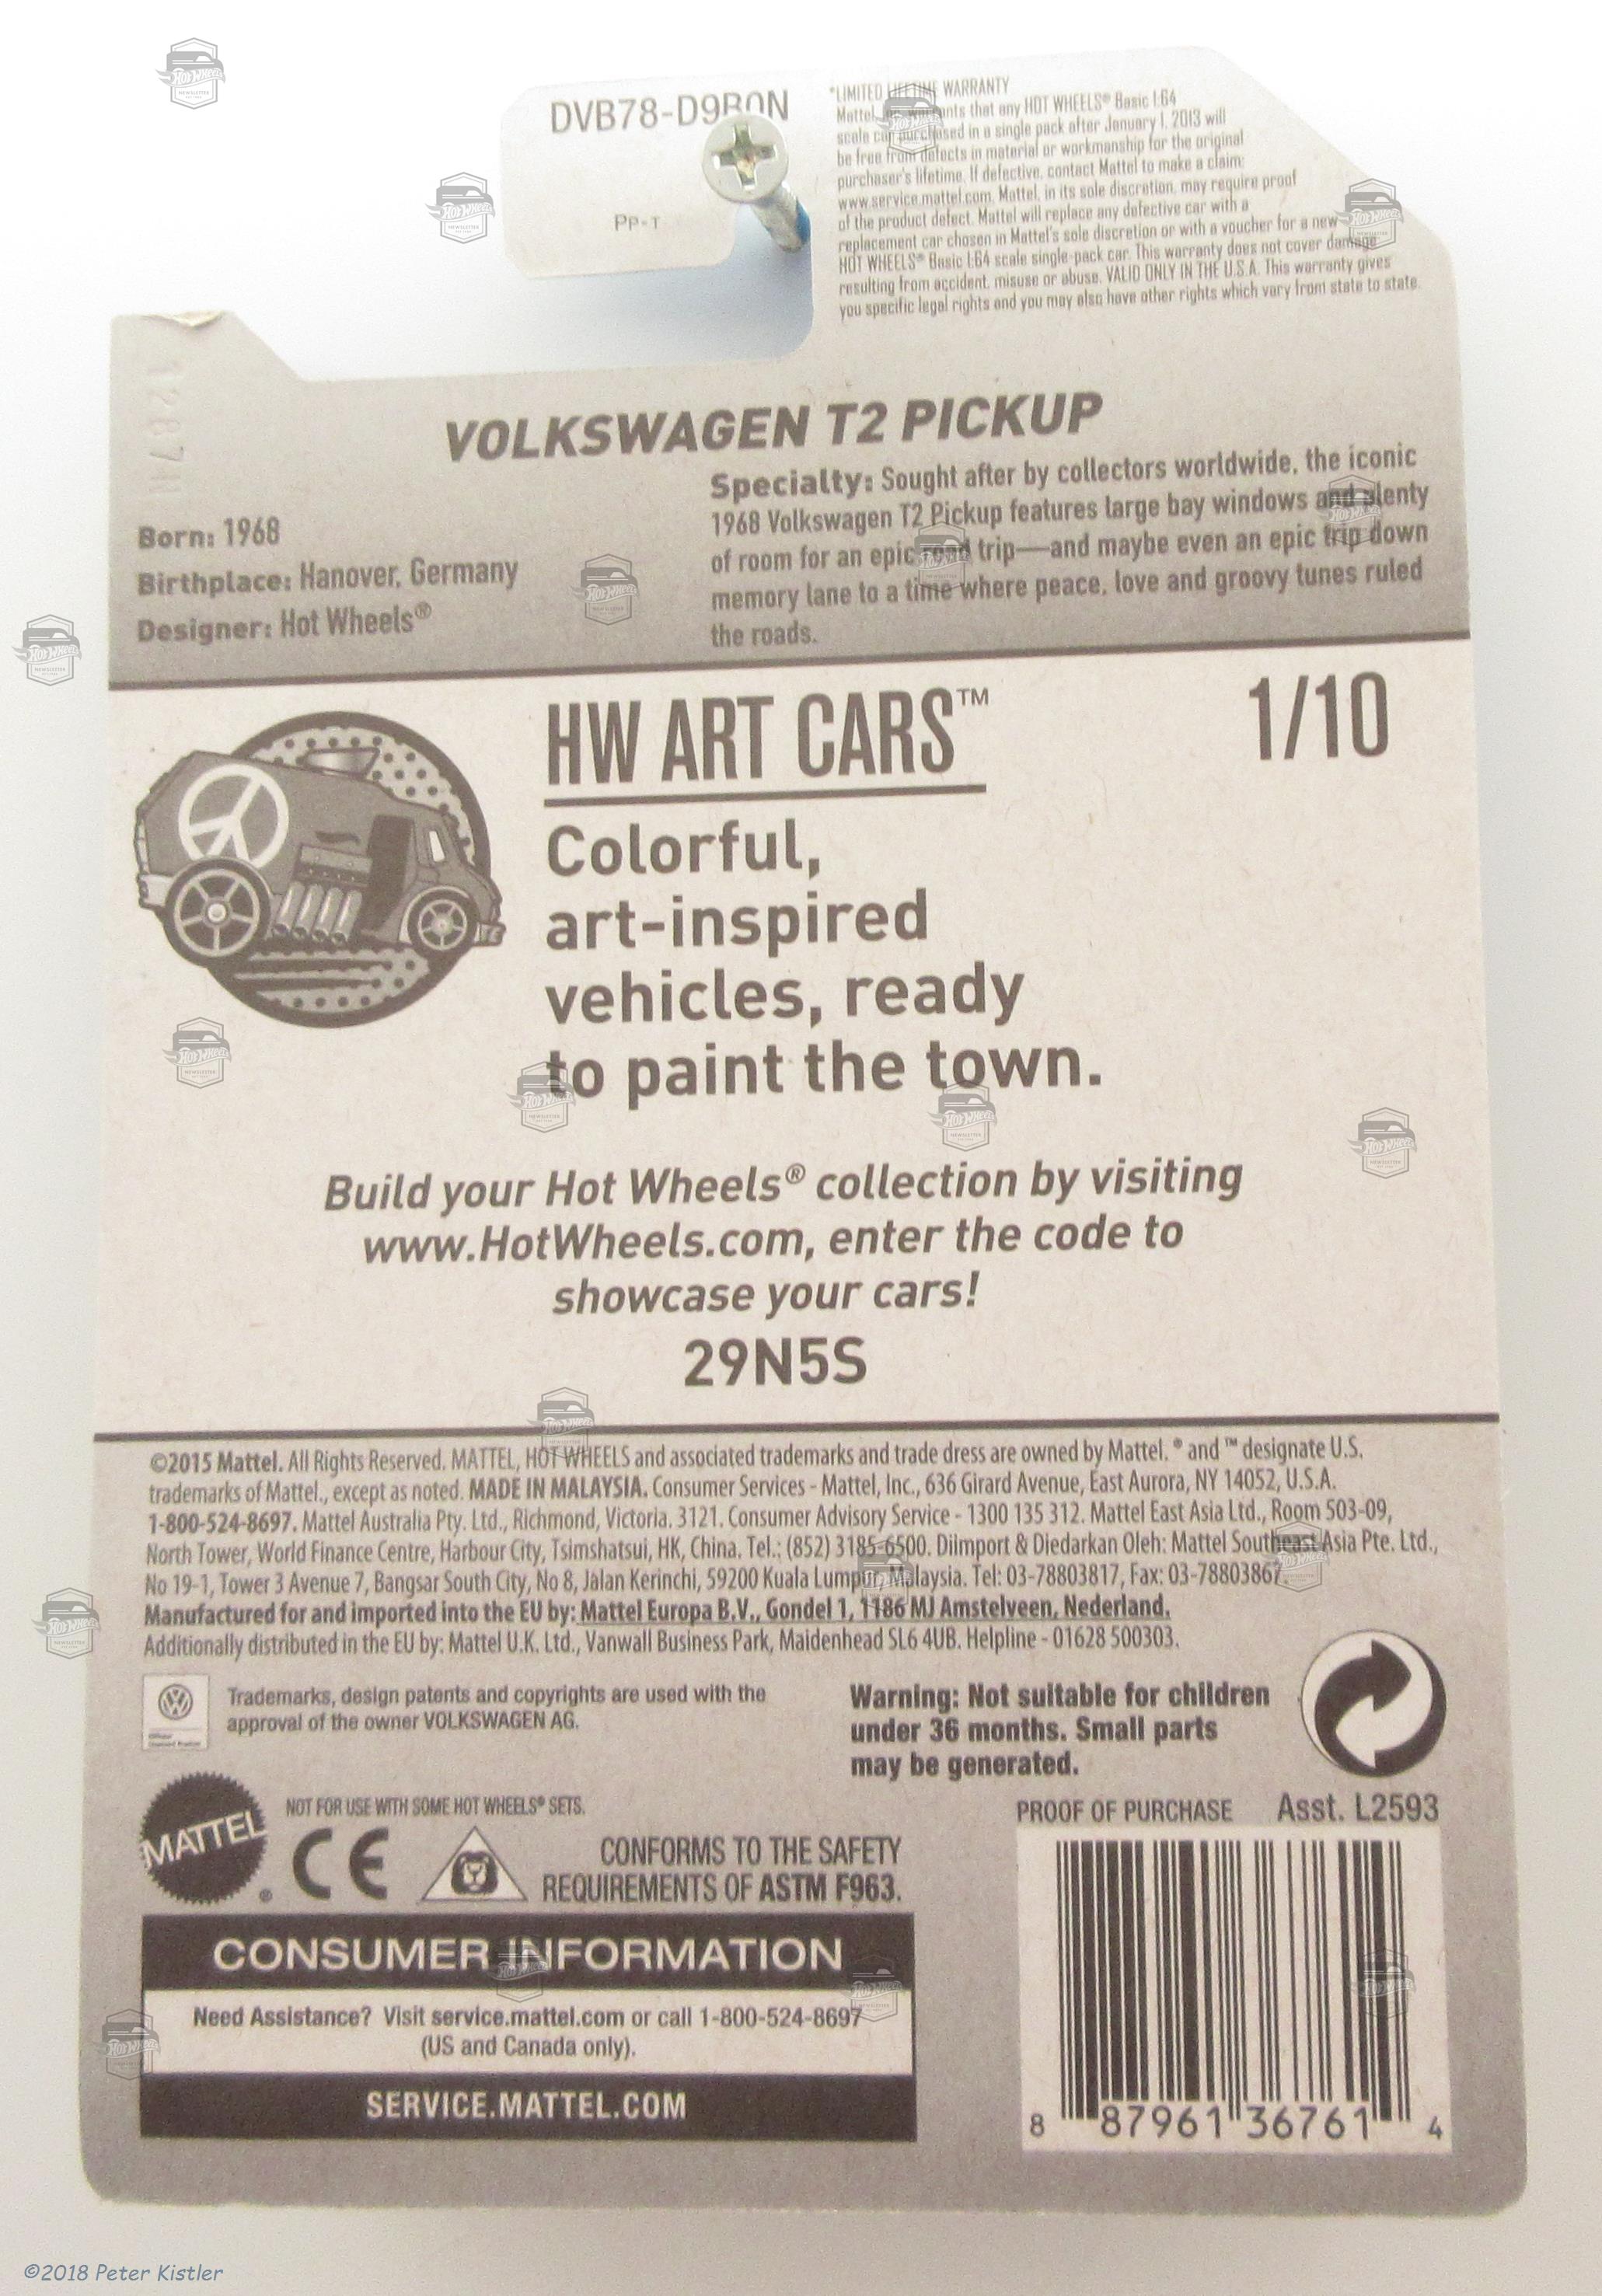 DVB78-D9B0N
PP-T
*LIMITED LIFETIME WARRANTY
Mattel, Inc. warrants that any HOT WHEELS® Basic 1:64
scale car purchased in a single pack after January 1, 2013 will
be free from defects in material or workmanship for the original
purchaser's lifetime. If defective, contact Mattel to make a claim:
www.service.mattel.com. Mattel, in its sole discretion, may require proof
of the product defect. Mattel will replace any defective car with a
replacement car chosen in Mattel's sole discretion or with a voucher for a new
HOT WHEELS® Basic 1:64 scale single-pack car. This warranty does not cover damage
resulting from accident, misuse or abuse. VALID ONLY IN THE U.S.A. This warranty gives
you specific legal rights and you may also have other rights which vary from state to state.
VOLKSWAGEN T2 PICKUP
Born: 1968
Birthplace: Hanover, Germany
Designer: Hot Wheels®
Specialty: Sought after by collectors worldwide, the iconic
1968 Volkswagen T2 Pickup features large bay windows and plenty
of room for an epic road trip—and maybe even an epic trip down
memory lane to a time where peace, love and groovy tunes ruled
the roads.
HW ART CARS™
1/10
Colorful,
art-inspired
vehicles, ready
to paint the town.
Build your Hot Wheels® collection by visiting
www.HotWheels.com, enter the code to
showcase your cars!
29N5S
©2015 Mattel. All Rights Reserved. MATTEL, HOT WHEELS and associated trademarks and trade dress are owned by Mattel. ® and ™ designate U.S.
trademarks of Mattel., except as noted. MADE IN MALAYSIA. Consumer Services - Mattel, Inc., 636 Girard Avenue, East Aurora, NY 14052, U.S.A.
1-800-524-8697. Mattel Australia Pty. Ltd., Richmond, Victoria. 3121. Consumer Advisory Service - 1300 135 312. Mattel East Asia Ltd., Room 503-09,
North Tower, World Finance Centre, Harbour City, Tsimshatsui, HK, China. Tel.: (852) 3185-6500. Diimport & Diedarkan Oleh: Mattel Southeast Asia Pte. Ltd.,
No 19-1, Tower 3 Avenue 7, Bangsar South City, No 8, Jalan Kerinchi, 59200 Kuala Lumpur, Malaysia. Tel: 03-78803817, Fax: 03-78803867.
Manufactured for and imported into the EU by: Mattel Europa B.V., Gondel 1, 1186 MJ Amstelveen, Nederland.
Additionally distributed in the EU by: Mattel U.K. Ltd., Vanwall Business Park, Maidenhead SL6 4UB. Helpline - 01628 500303.
Trademarks, design patents and copyrights are used with the
approval of the owner VOLKSWAGEN AG.
Warning: Not suitable for children
under 36 months. Small parts
may be generated.
MATTEL®
NOT FOR USE WITH SOME HOT WHEELS® SETS.
CE
CONFORMS TO THE SAFETY
REQUIREMENTS OF ASTM F963.
PROOF OF PURCHASE Asst. L2593
CONSUMER INFORMATION
Need Assistance? Visit service.mattel.com or call 1-800-524-8697
(US and Canada only).
SERVICE.MATTEL.COM
8 87961 36761 4
©2018 Peter Kistler